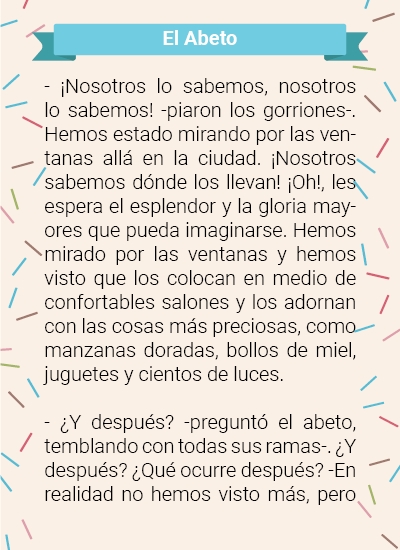 El Abeto
- ¡Nosotros lo sabemos, nosotros
lo sabemos! -piaron los gorriones-.
Hemos estado mirando por las ven-
tanas allá en la ciudad. ¡Nosotros
sabemos dónde los llevan! ¡Oh!, les
espera el esplendor y la gloria may-
ores que pueda imaginarse. Hemos
mirado por las ventanas y hemos
visto que los colocan en medio de
confortables salones y los adornan
con las cosas más preciosas, como
manzanas doradas, bollos de miel,
juguetes y cientos de luces.
- ¿Y después? -preguntó el abeto,
temblando con todas sus ramas-. ¿Y
después? ¿Qué ocurre después? -En
realidad no hemos visto más, pero